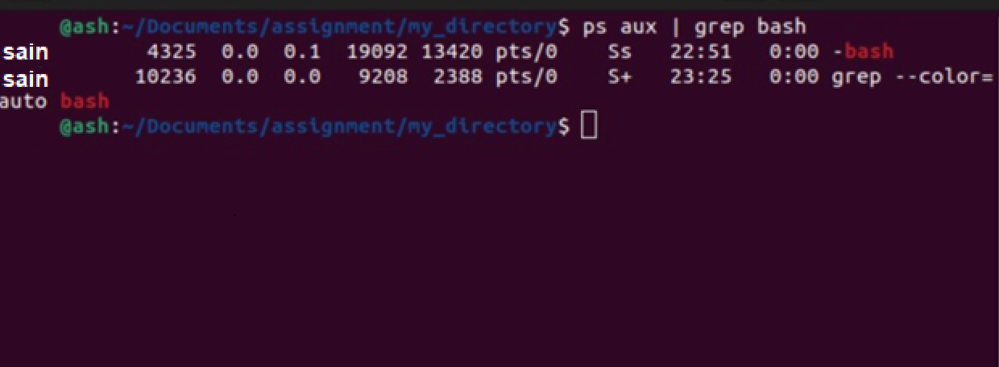 @ash:~/Documents/assignment/my_directory$ ps aux | grep bash
sain 4325 0.0 0.1 19092 13420 pts/0 Ss 22:51 0:00 -bash
sain 10236 0.0 0.0 9208 2388 pts/0 S+ 23:25 0:00 grep --color=
auto bash
@ash:~/Documents/assignment/my_directory$